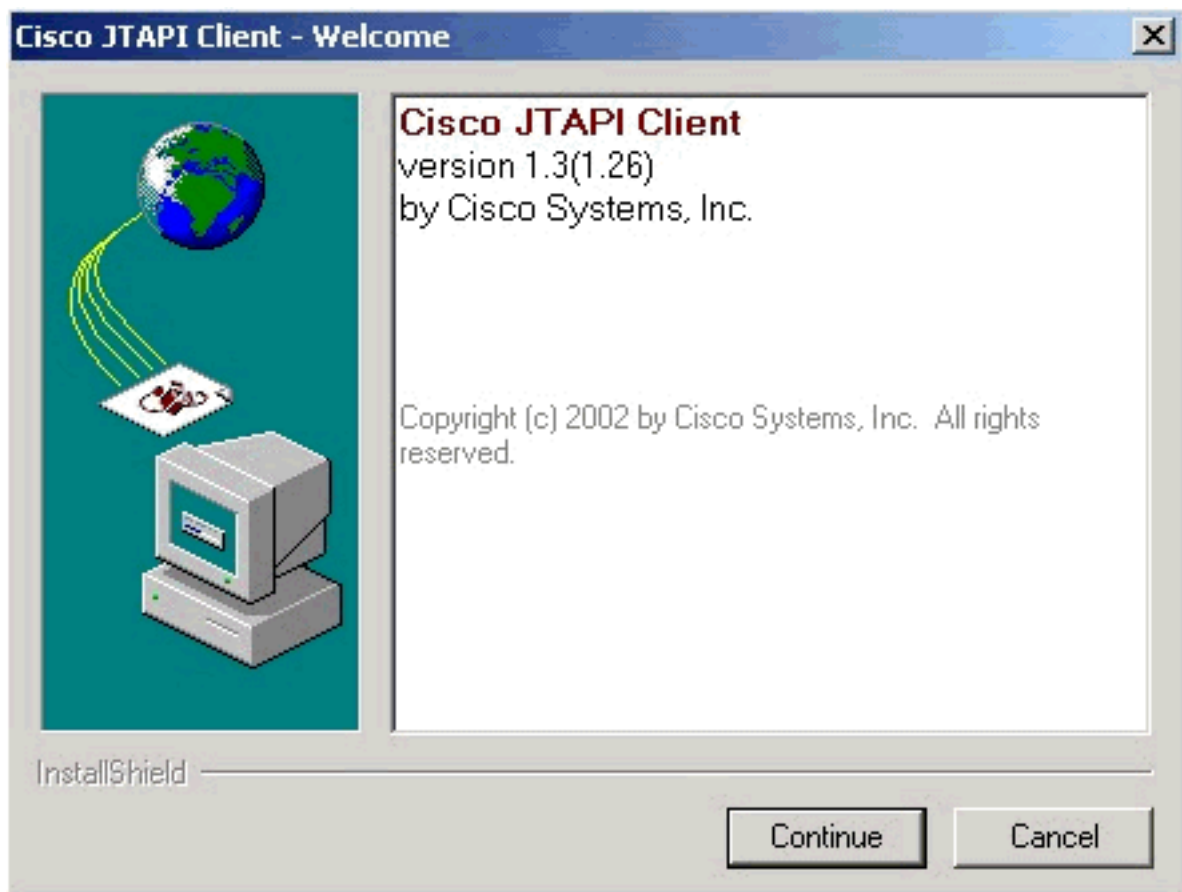 Cisco JTAPI Client - Welcome
Cisco JTAPI Client
version 1.3(1.26)
by Cisco Systems, Inc.
Copyright (c) 2002 by Cisco Systems, Inc.  All rights
reserved.
InstallShield
Continue
Cancel